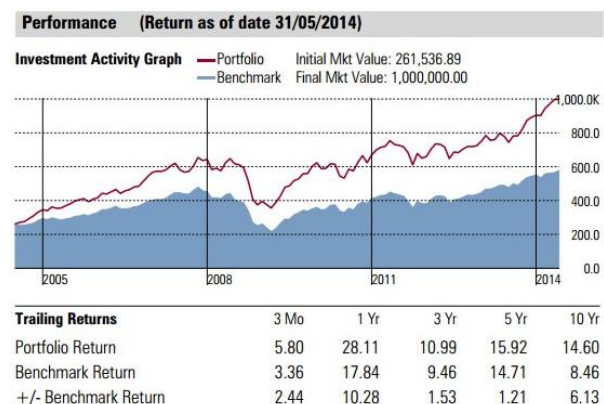 Performance (Return as of date 31/05/2014)
Investment Activity Graph Portfolio Initial Mkt Value: 261,536.89
Benchmark Final Mkt Value: 1,000,000.00
1,000.0K
800.0
600.0
400.0
200.0
0.0
2005 2008 2011 2014
Trailing Returns 3 Mo 1 Yr 3 Yr 5 Yr 10 Yr
Portfolio Return 5.80 28.11 10.99 15.92 14.60
Benchmark Return 3.36 17.84 9.46 14.71 8.46
+/- Benchmark Return 2.44 10.28 1.53 1.21 6.13